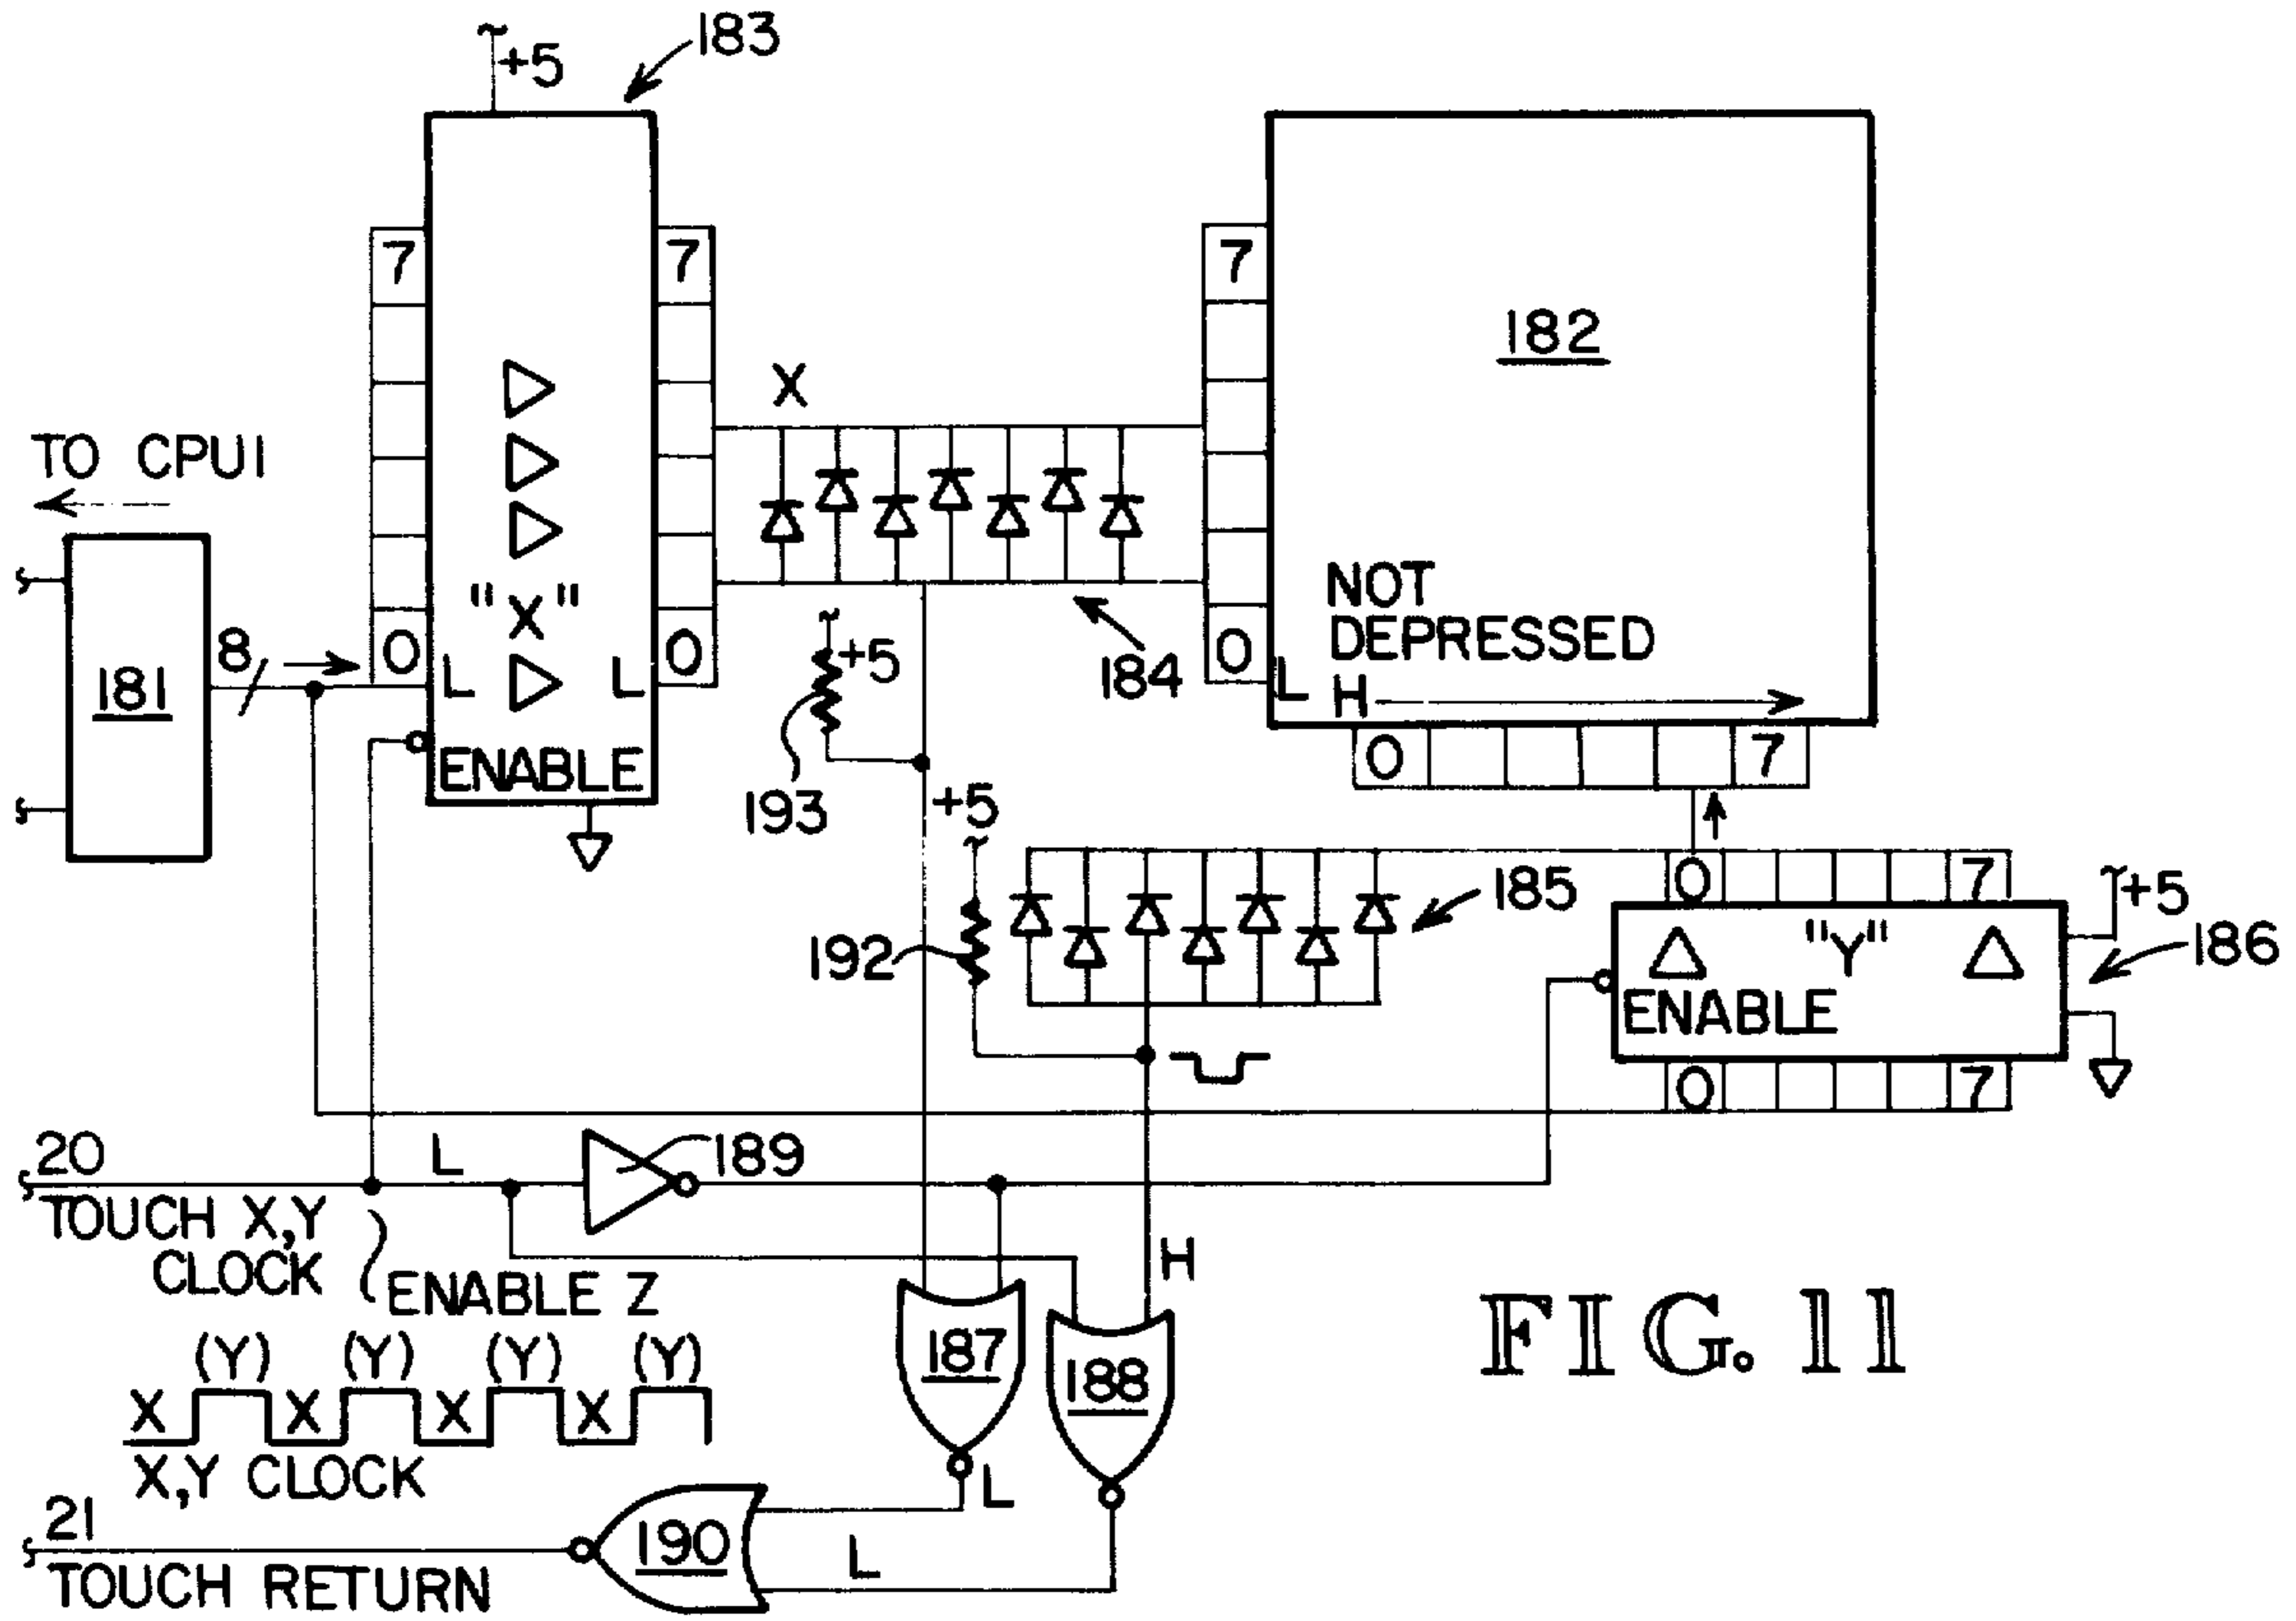 183
+5
7
7
7
182
X
TO CPU1
"X"
8
0
L
L
0
0
L
181
184
NOT
DEPRESSED
H
+5
193
ENABLE
0
7
+5
192
185
0
7
+5
"Y"
186
ENABLE
0
7
20
L
189
TOUCH X,Y
CLOCK
ENABLE Z
H
(Y) (Y) (Y) (Y)
X X X X
X,Y CLOCK
187
188
FIG. 11
L
21
190
L
TOUCH RETURN